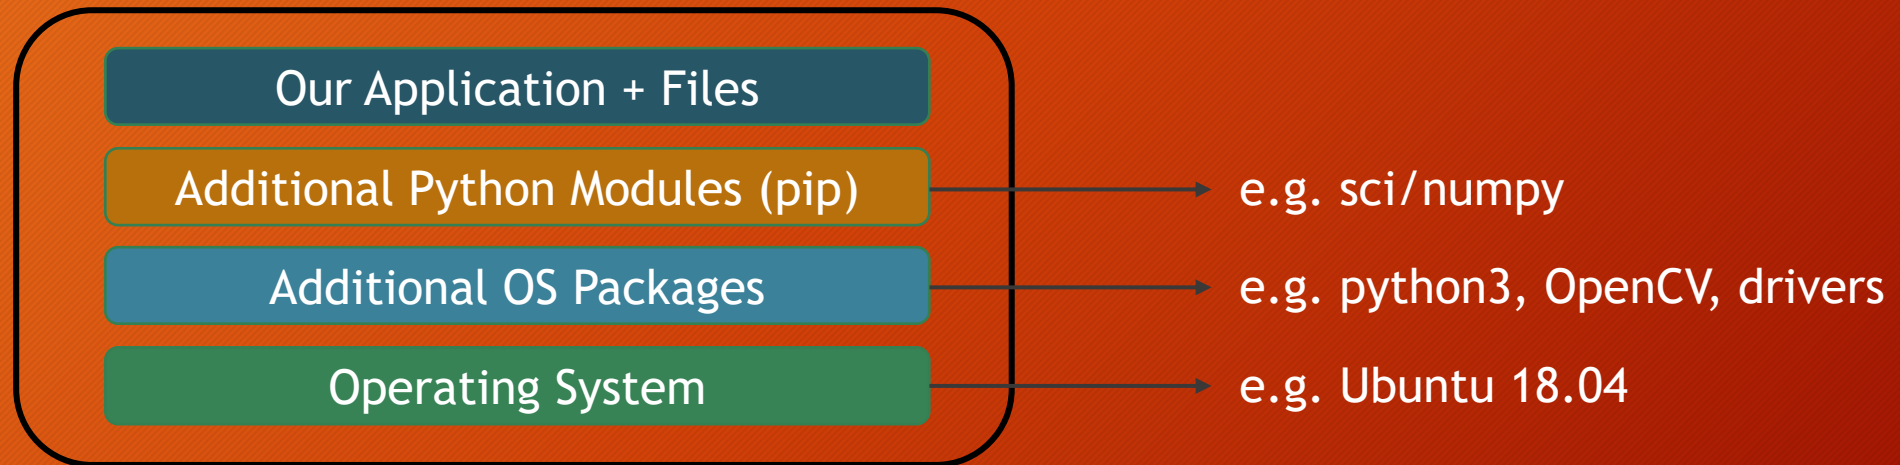 Our Application + Files
Additional Python Modules (pip)
e.g. sci/numpy
Additional OS Packages
e.g. python3, OpenCV, drivers
Operating System
e.g. Ubuntu 18.04